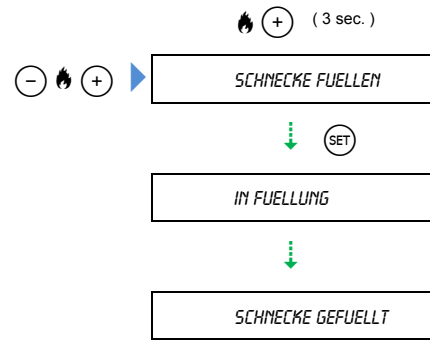 ( 3 sec. )
SCHNECKE FUELLEN
SET
IN FUELLUNG
SCHNECKE GEFUELLT